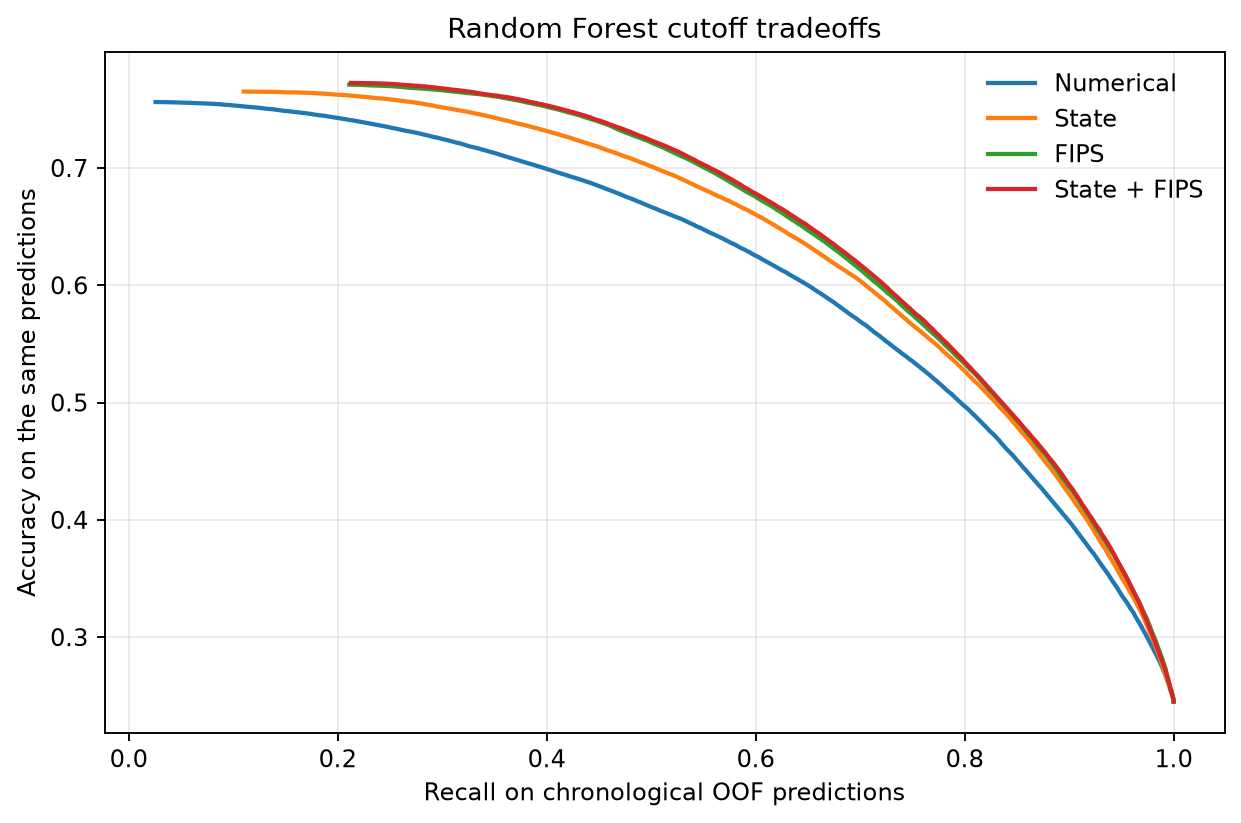 Random Forest cutoff tradeoffs
Accuracy on the same predictions
0.7
0.6
0.5
0.4
0.3
Numerical
State
FIPS
State + FIPS
0.0 0.2 0.4 0.6 0.8 1.0
Recall on chronological OOF predictions